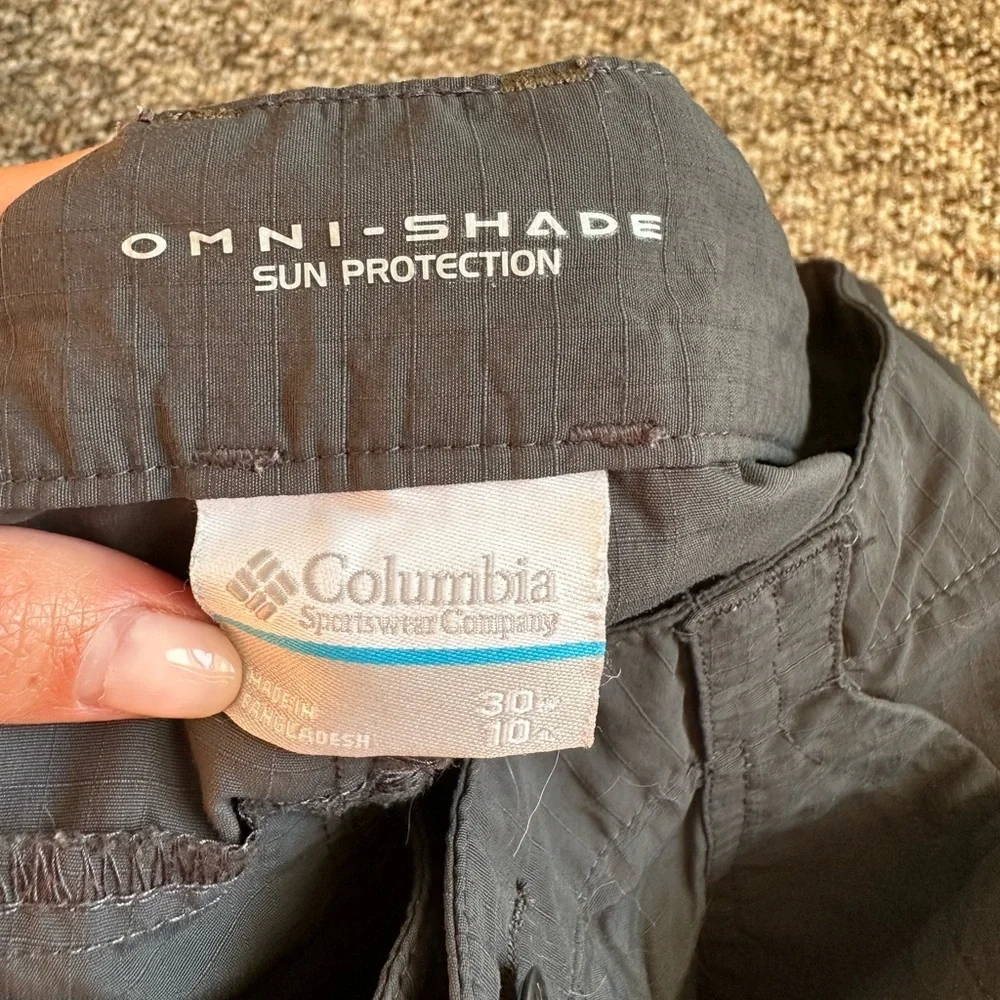 OMNI-SHADE
SUN PROTECTION
Columbia
Sportswear Company
MADE IN
BANGLADESH
30 W
10 L